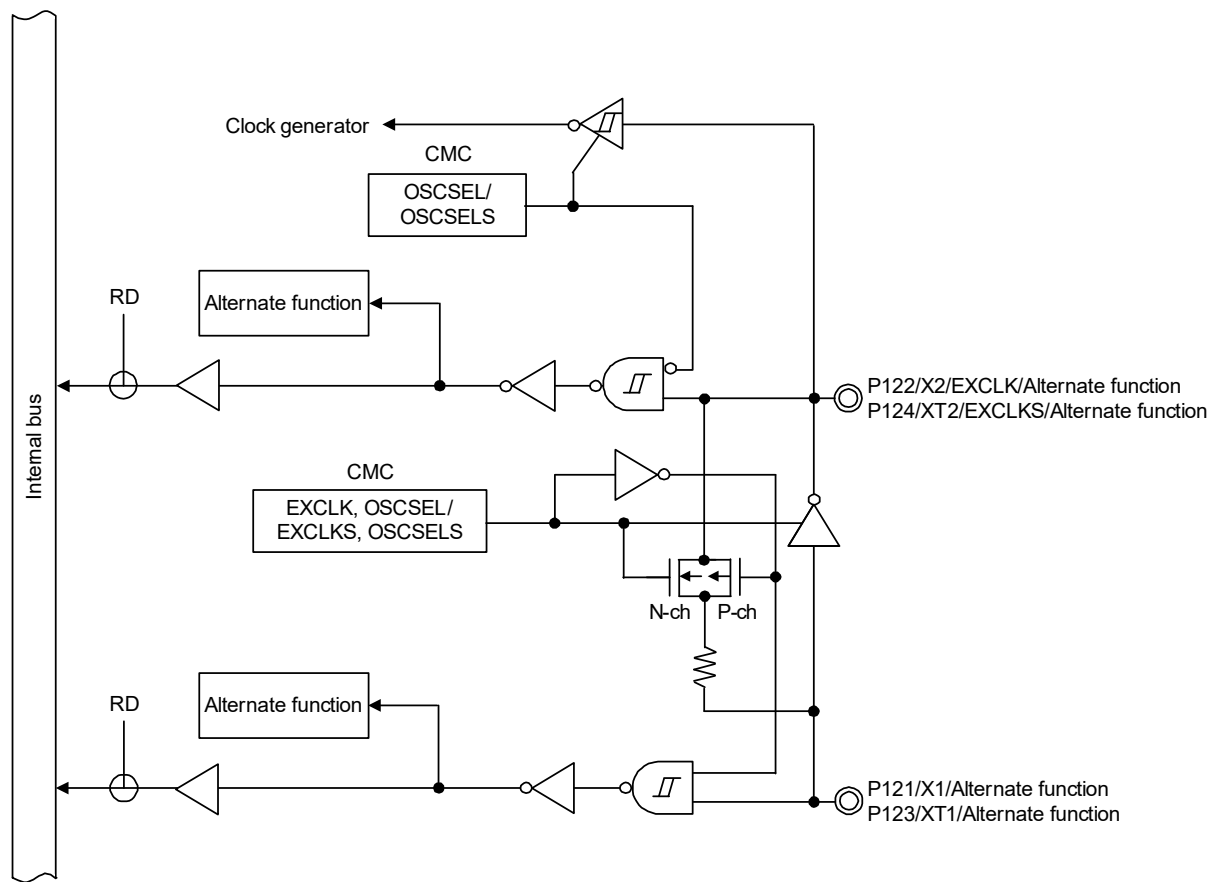 Clock generator
CMC
OSCSEL/
OSCSELS
RD
Alternate function
P122/X2/EXCLK/Alternate function
P124/XT2/EXCLKS/Alternate function
Internal bus
CMC
EXCLK, OSCSEL/
EXCLKS, OSCSELS
N-ch
P-ch
RD
Alternate function
P121/X1/Alternate function
P123/XT1/Alternate function